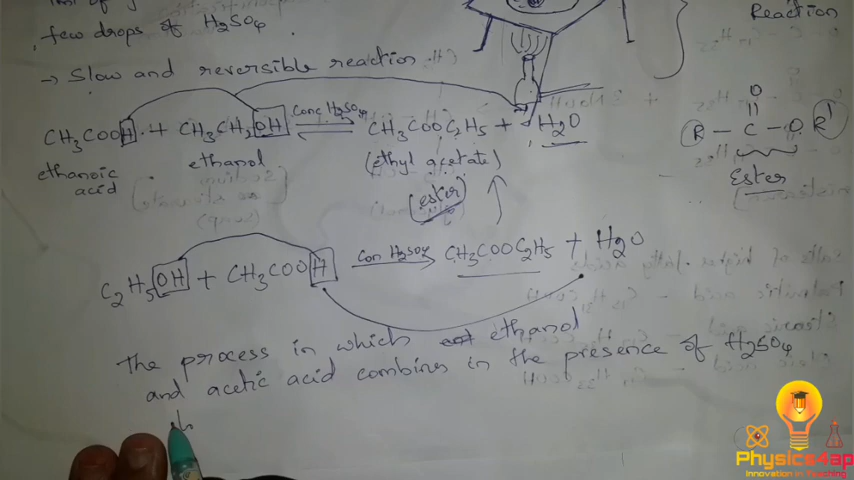 few drops of H2SO4
Reaction
→ Slow and reversible reaction
Conc H2SO4
CH3COOH + CH3CH2OH ⇌ CH3COOC2H5 + H2O
ethanoic acid
ethanol
(ethyl acetate)
(ester)
O
R - C - OR'
Ester
Con H2SO4
C2H5OH + CH3COOH → CH3COOC2H5 + H2O
The process in which ethanol
and acetic acid combines in the presence of H2SO4
Physics4ap
Innovation in Teaching